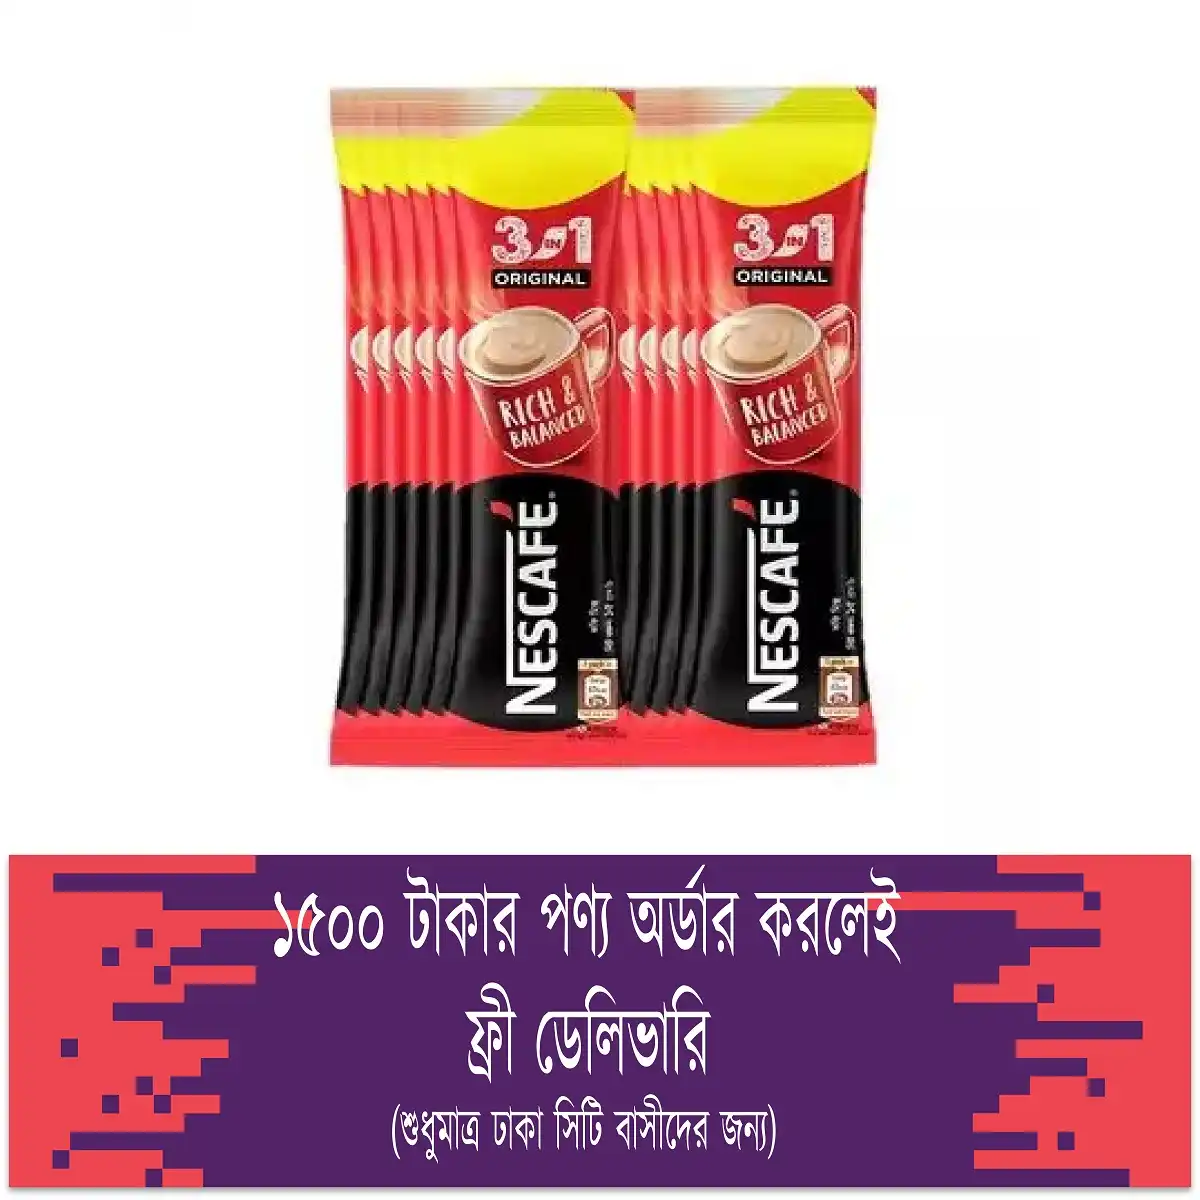 3 IN 1
ORIGINAL
RICH &
BALANCED
NESCAFÉ
3 IN 1
ORIGINAL
RICH &
BALANCED
NESCAFÉ
১৫০০ টাকার পণ্য অর্ডার করলেই
ফ্রী ডেলিভারি
(শুধুমাত্র ঢাকা সিটি বাসীদের জন্য)